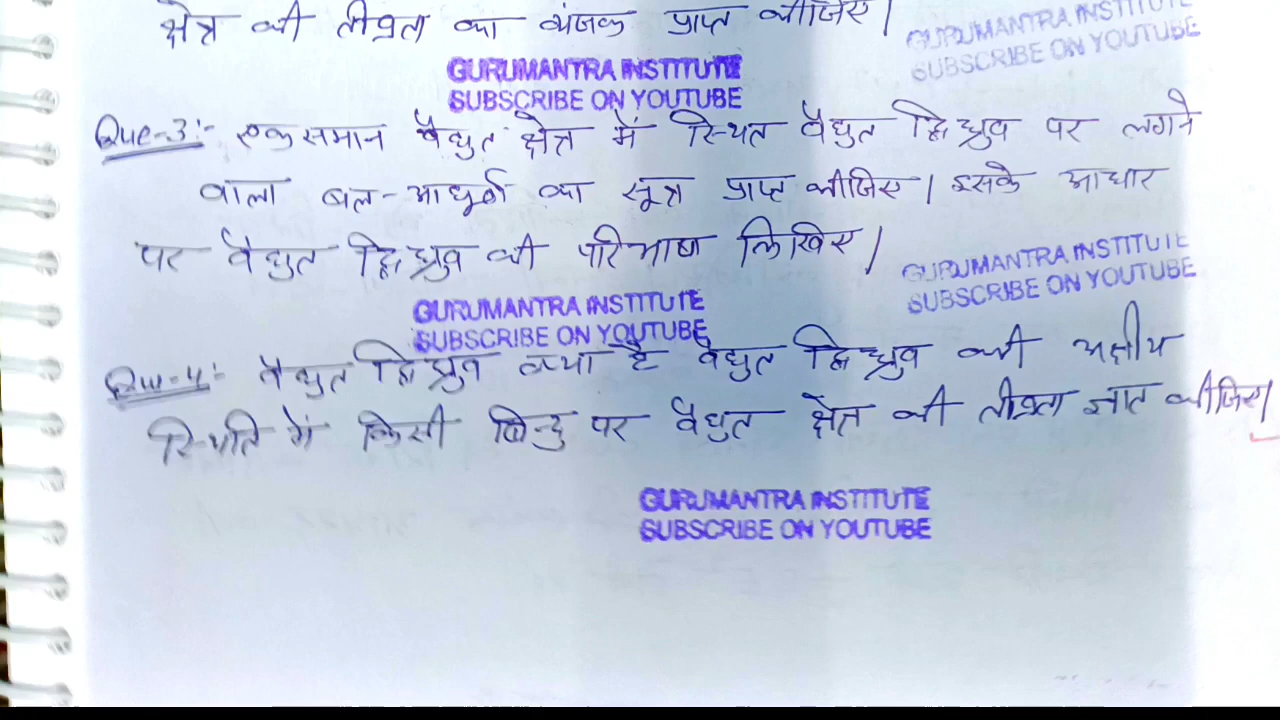 क्षेत्र की तीव्रता का व्यंजक प्राप्त कीजिए।
GURUMANTRA INSTITUTE
SUBSCRIBE ON YOUTUBE
GURUMANTRA INSTITUTE
SUBSCRIBE ON YOUTUBE
Que-3:- एक समान वैद्युत क्षेत्र में स्थित वैद्युत द्विध्रुव पर लगने
वाला बल-आघूर्ण का सूत्र प्राप्त कीजिए। इसके आधार
पर वैद्युत द्विध्रुव की परिभाषा लिखिए।
GURUMANTRA INSTITUTE
SUBSCRIBE ON YOUTUBE
GURUMANTRA INSTITUTE
SUBSCRIBE ON YOUTUBE
Que-4:- वैद्युत द्विध्रुव क्या है वैद्युत द्विध्रुव की अक्षीय
स्थिति में किसी बिन्दु पर वैद्युत क्षेत्र की तीव्रता ज्ञात कीजिए।
GURUMANTRA INSTITUTE
SUBSCRIBE ON YOUTUBE